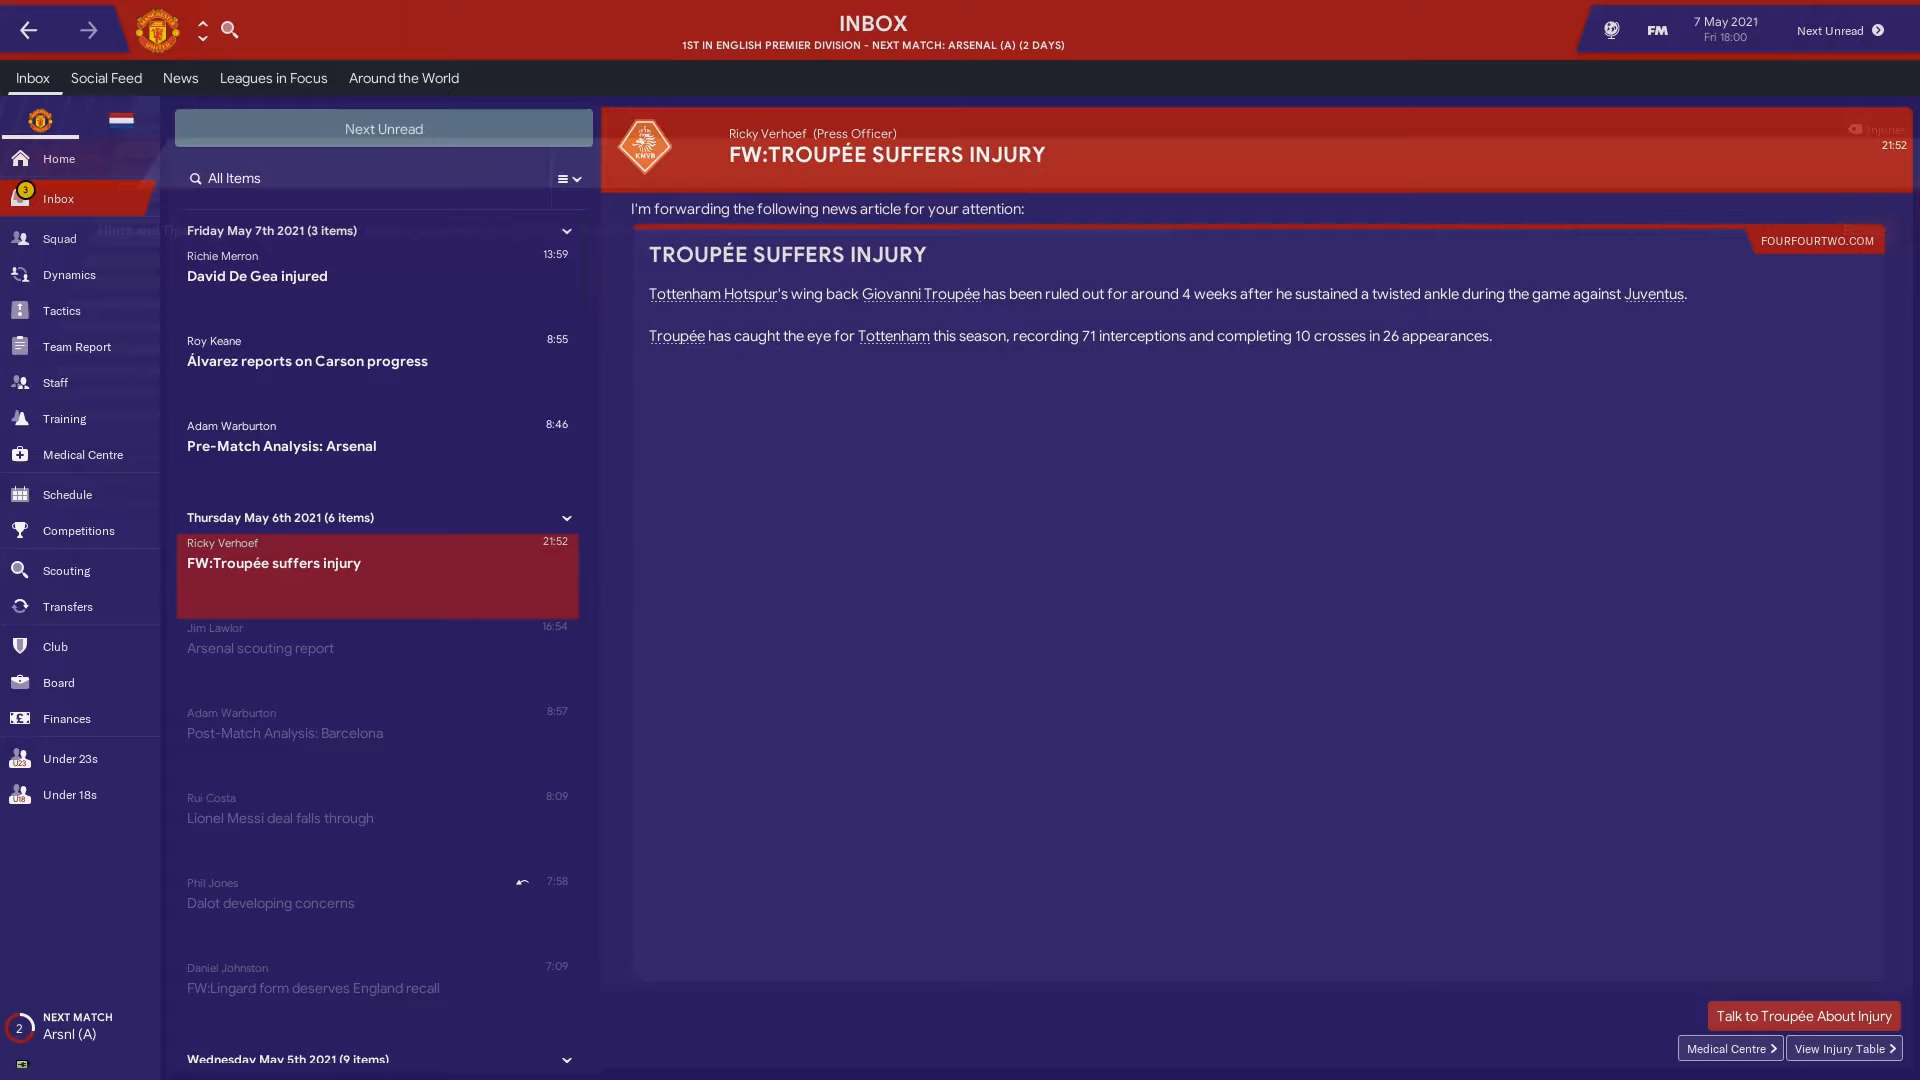 INBOX
1ST IN ENGLISH PREMIER DIVISION - NEXT MATCH: ARSENAL (A) (2 DAYS)
FM
7 May 2021
Fri 18:00
Next Unread
Inbox
Social Feed
News
Leagues in Focus
Around the World
Home
3
Inbox
Squad
Dynamics
Tactics
Team Report
Staff
Training
Medical Centre
Schedule
Competitions
Scouting
Transfers
Club
Board
Finances
U23
Under 23s
U18
Under 18s
2
NEXT MATCH
Arsnl (A)
Next Unread
All Items
Friday May 7th 2021 (3 items)
Richie Merron 13:59
David De Gea injured
Roy Keane 8:55
Álvarez reports on Carson progress
Adam Warburton 8:46
Pre-Match Analysis: Arsenal
Thursday May 6th 2021 (6 items)
Ricky Verhoef 21:52
FW:Troupée suffers injury
Jim Lawlor 16:54
Arsenal scouting report
Adam Warburton 8:57
Post-Match Analysis: Barcelona
Rui Costa 8:09
Lionel Messi deal falls through
Phil Jones 7:58
Dalot developing concerns
Daniel Johnston 7:09
FW:Lingard form deserves England recall
Wednesday May 5th 2021 (9 items)
KNVB
Ricky Verhoef (Press Officer)
FW:TROUPÉE SUFFERS INJURY
Injuries
21:52
I'm forwarding the following news article for your attention:
FOURFOURTWO.COM
TROUPÉE SUFFERS INJURY
Tottenham Hotspur's wing back Giovanni Troupée has been ruled out for around 4 weeks after he sustained a twisted ankle during the game against Juventus.
Troupée has caught the eye for Tottenham this season, recording 71 interceptions and completing 10 crosses in 26 appearances.
Talk to Troupée About Injury
Medical Centre
View Injury Table